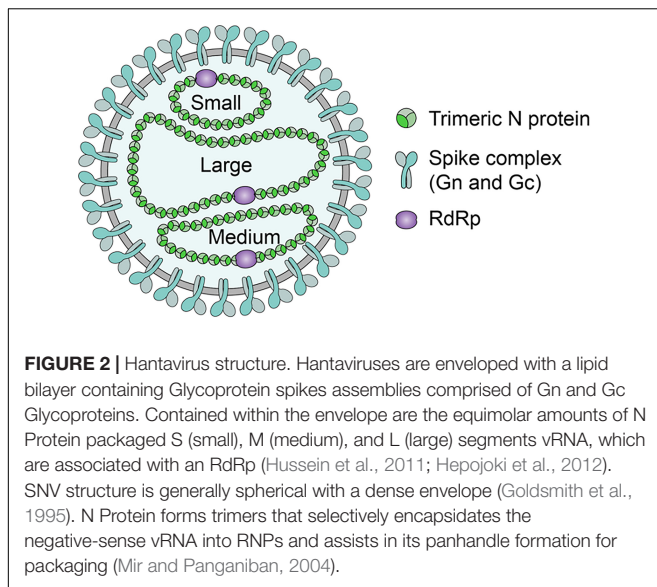 Small
Large
Medium
Trimeric N protein
Spike complex
(Gn and Gc)
RdRp
FIGURE 2 | Hantavirus structure. Hantaviruses are enveloped with a lipid
bilayer containing Glycoprotein spikes assemblies comprised of Gn and Gc
Glycoproteins. Contained within the envelope are the equimolar amounts of N
Protein packaged S (small), M (medium), and L (large) segments vRNA, which
are associated with an RdRp (Hussein et al., 2011; Hepojoki et al., 2012).
SNV structure is generally spherical with a dense envelope (Goldsmith et al.,
1995). N Protein forms trimers that selectively encapsidates the
negative-sense vRNA into RNPs and assists in its panhandle formation for
packaging (Mir and Panganiban, 2004).